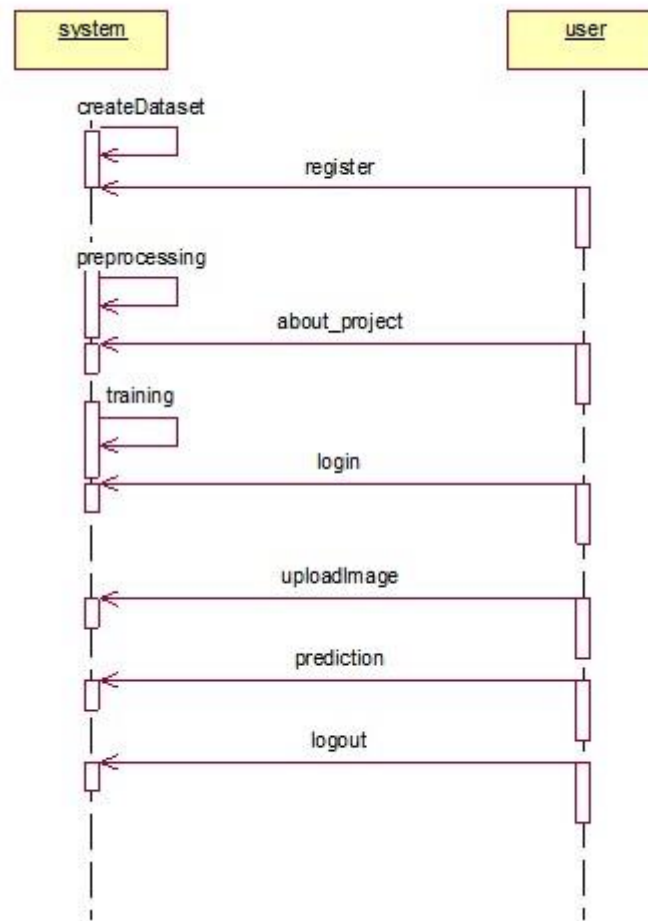 system
user
createDataset
register
preprocessing
about_project
training
login
uploadImage
prediction
logout